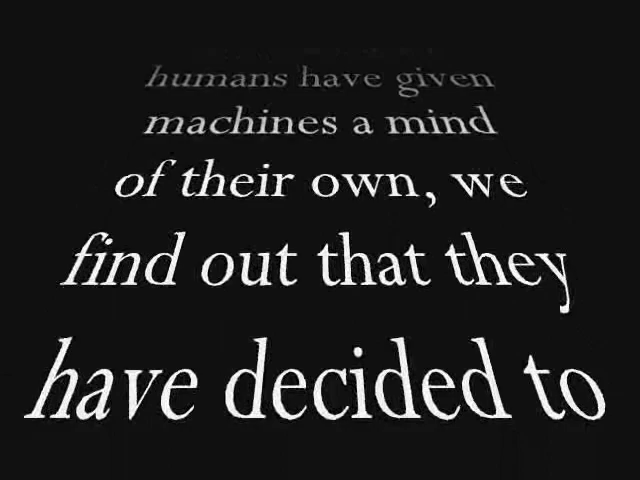 humans have given
machines a mind
of their own, we
find out that they
have decided to